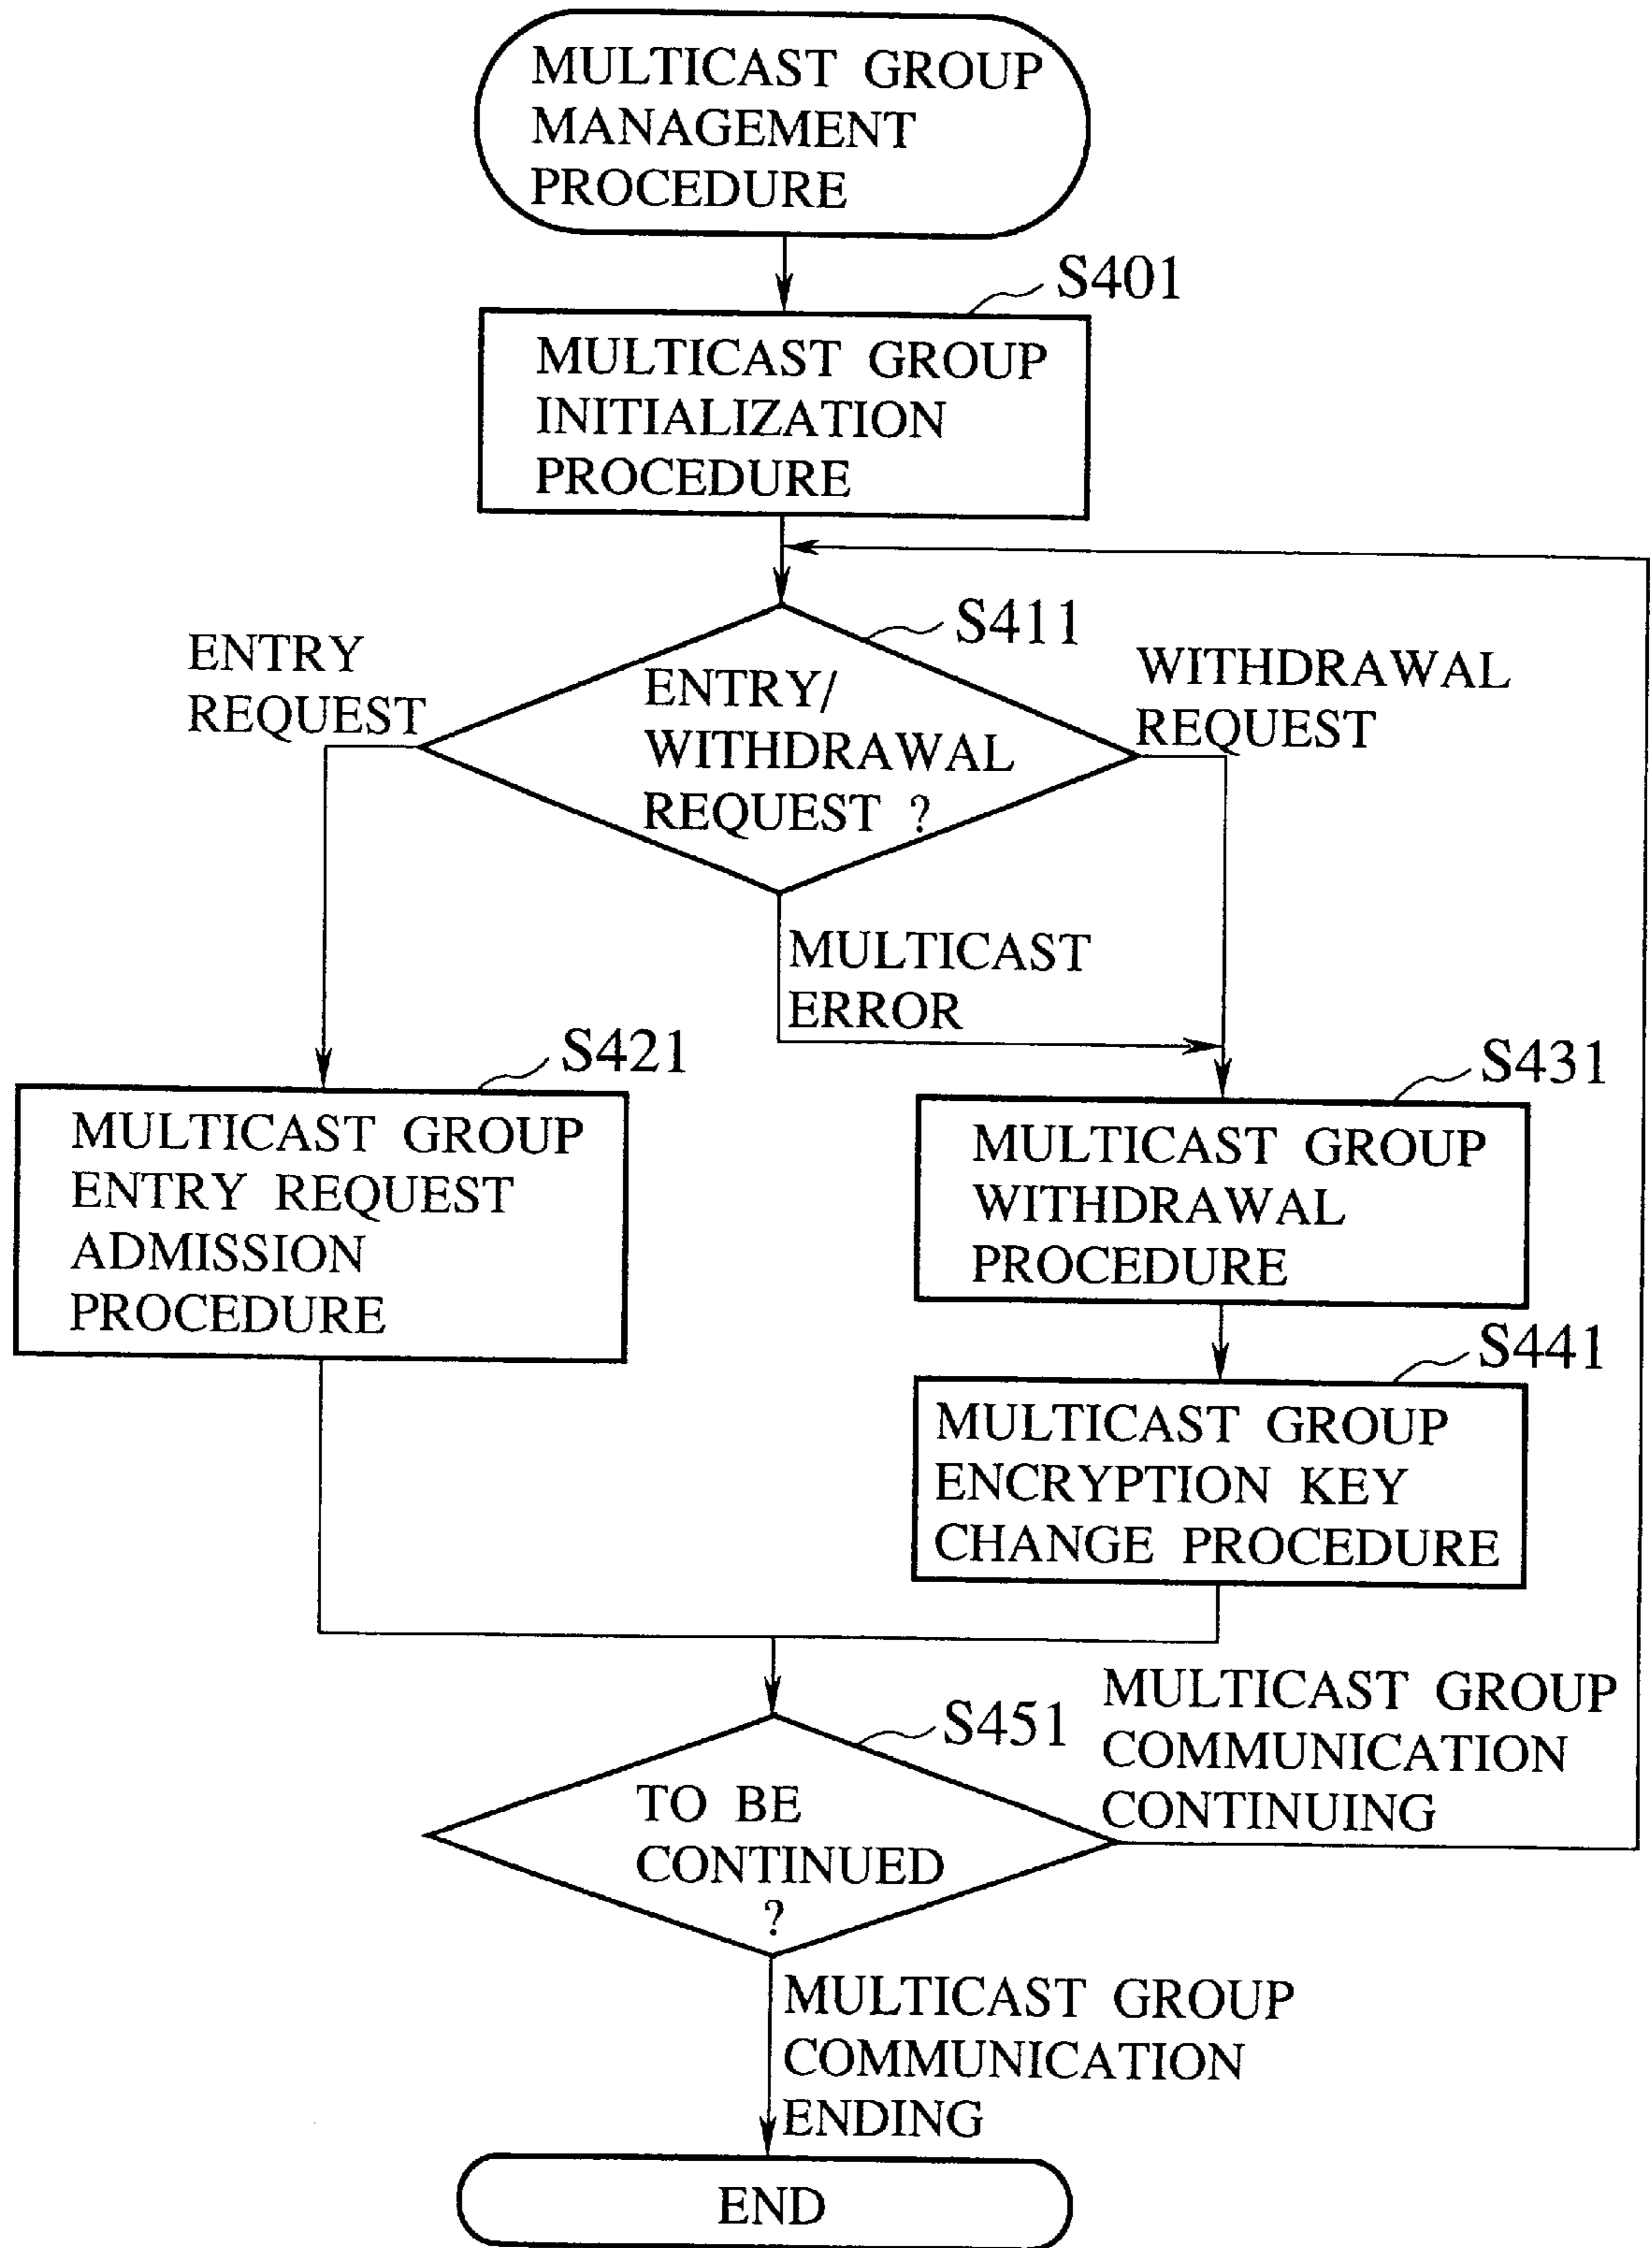 MULTICAST GROUP
MANAGEMENT
PROCEDURE
S401
MULTICAST GROUP
INITIALIZATION
PROCEDURE
S411
ENTRY
REQUEST
ENTRY/
WITHDRAWAL
REQUEST ?
WITHDRAWAL
REQUEST
MULTICAST
ERROR
S421
MULTICAST GROUP
ENTRY REQUEST
ADMISSION
PROCEDURE
S431
MULTICAST GROUP
WITHDRAWAL
PROCEDURE
S441
MULTICAST GROUP
ENCRYPTION KEY
CHANGE PROCEDURE
S451
TO BE
CONTINUED
?
MULTICAST GROUP
COMMUNICATION
CONTINUING
MULTICAST GROUP
COMMUNICATION
ENDING
END